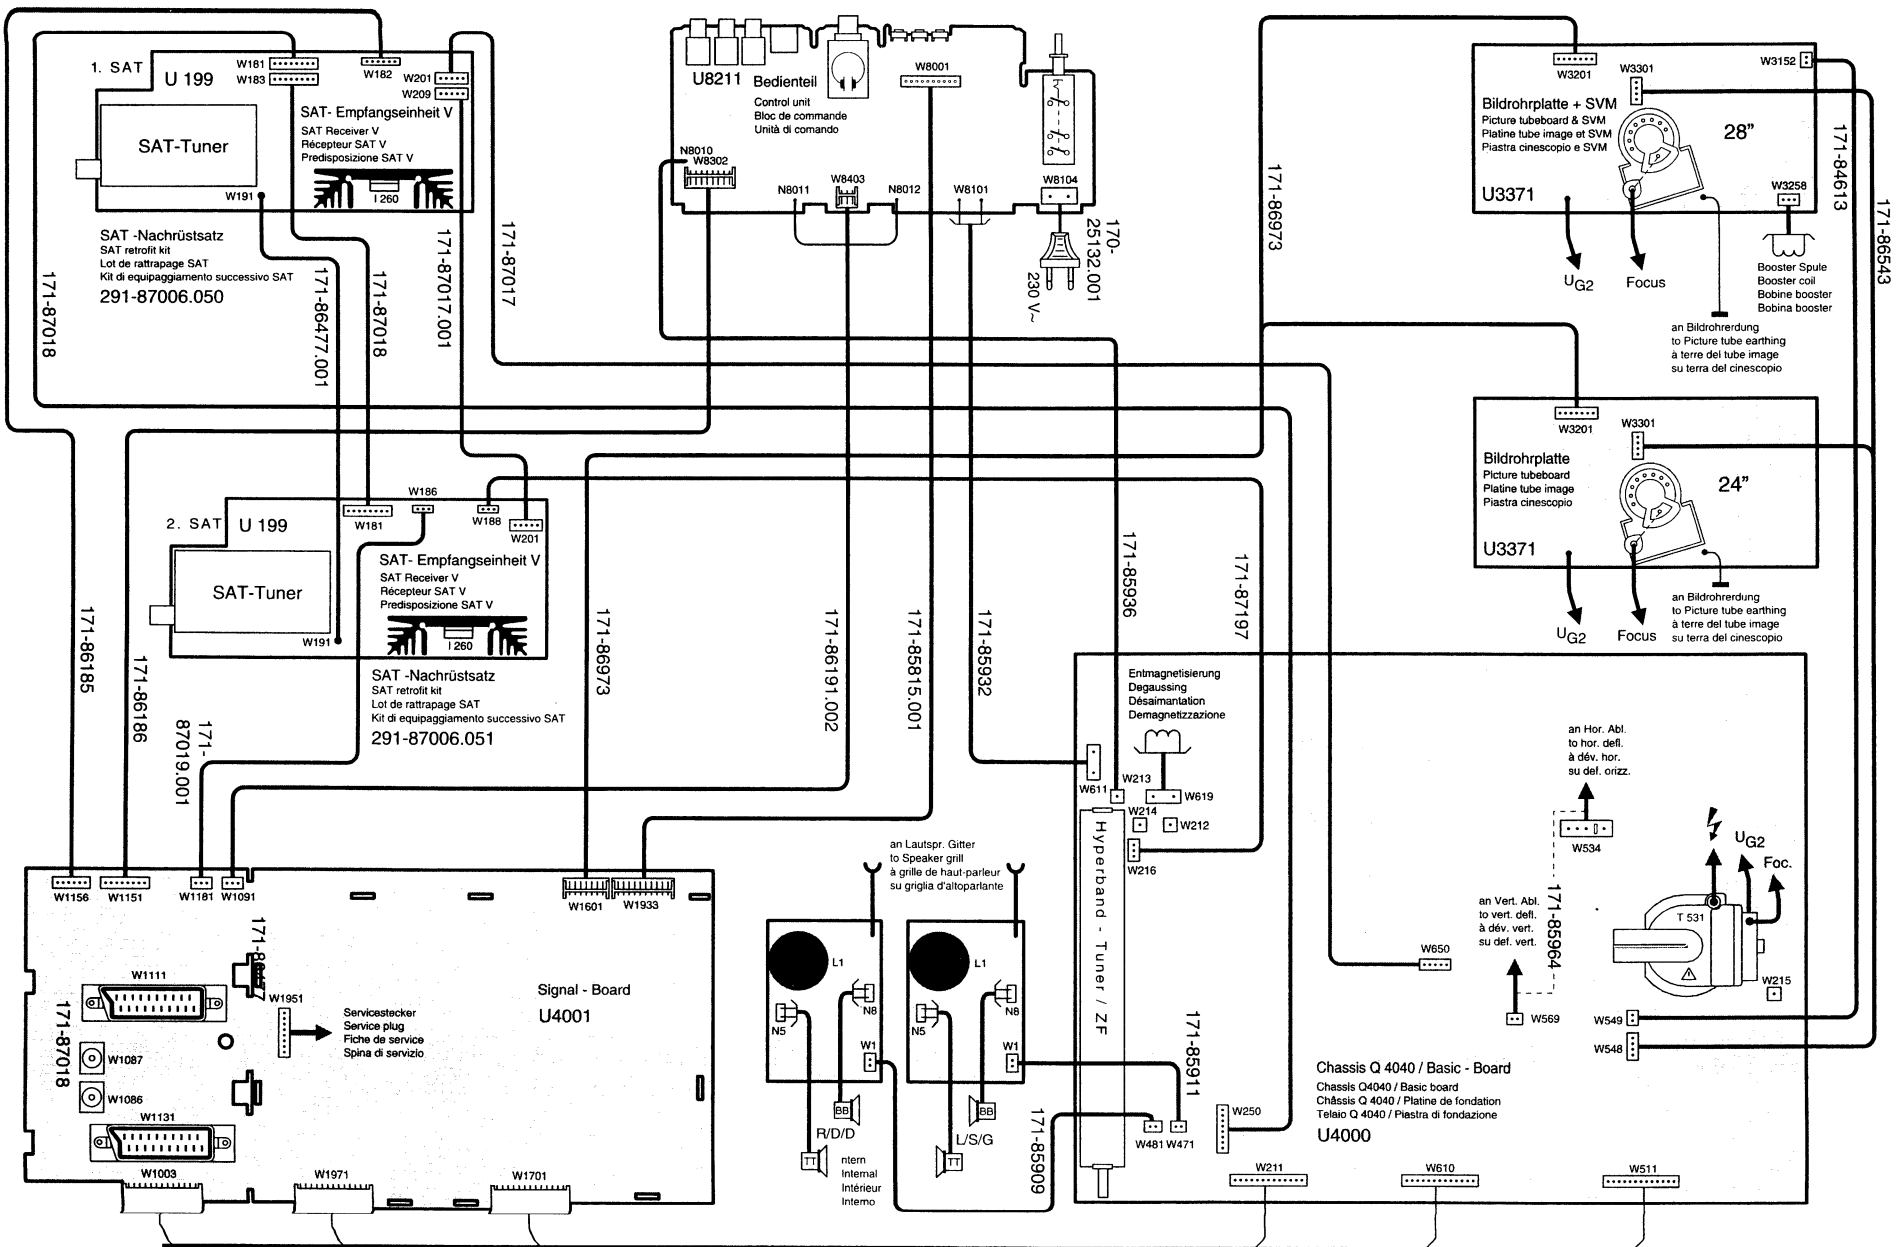 1. SAT
U 199
W181
W183
W182
W201
W209
SAT-Tuner
SAT- Empfangseinheit V
SAT Receiver V
Récepteur SAT V
Predisposizione SAT V
W191
I 260
SAT -Nachrüstsatz
SAT retrofit kit
Lot de rattrapage SAT
Kit di equipaggiamento successivo SAT
291-87006.050
171-87018
171-86477.001
171-87018
171-87017.001
171-87017
U8211
Bedienteil
Control unit
Bloc de commande
Unità di comando
W8001
N8010
W8302
N8011
W8403
N8012
W8101
W8104
170-
25132.001
230 V~
171-86973
W3201
W3301
W3152
Bildrohrplatte + SVM
Picture tubeboard & SVM
Platine tube image et SVM
Piastra cinescopio e SVM
28”
U3371
W3258
UG2
Focus
Booster Spule
Booster coil
Bobine booster
Bobina booster
an Bildrohrerdung
to Picture tube earthing
à terre del tube image
su terra del cinescopio
171-84613
171-86543
W3201
W3301
Bildrohrplatte
Picture tubeboard
Platine tube image
Piastra cinescopio
24”
U3371
UG2
Focus
an Bildrohrerdung
to Picture tube earthing
à terre del tube image
su terra del cinescopio
2. SAT
U 199
W181
W186
W188
W201
SAT-Tuner
SAT- Empfangseinheit V
SAT Receiver V
Récepteur SAT V
Predisposizione SAT V
W191
I 260
SAT -Nachrüstsatz
SAT retrofit kit
Lot de rattrapage SAT
Kit di equipaggiamento successivo SAT
291-87006.051
171-86185
171-86186
171-
87019.001
171-86973
171-86191.002
171-85815.001
171-85932
171-85936
171-87197
Entmagnetisierung
Degaussing
Désaimantation
Demagnetizzazione
W611
W213
W619
W214
W212
W216
Hyperband - Tuner / ZF
an Hor. Abl.
to hor. defl.
à dév. hor.
su def. orizz.
W534
an Vert. Abl.
to vert. defl.
à dév. vert.
su def. vert.
171-85964
W569
W650
T 531
UG2
Foc.
W215
W549
W548
Chassis Q 4040 / Basic - Board
Chassis Q4040 / Basic board
Châssis Q 4040 / Platine de fondation
Telaio Q 4040 / Piastra di fondazione
U4000
W250
W481
W471
W211
W610
W511
171-85911
171-85909
an Lautspr. Gitter
to Speaker grill
à grille de haut-parleur
su griglia d'altoparlante
L1
N5
N8
W1
BB
R/D/D
TT
ntern
Internal
Intérieur
Interno
L1
N5
N8
W1
BB
L/S/G
TT
W1156
W1151
W1181
W1091
W1601
W1933
W1111
171-87018
W1087
W1086
W1131
W1951
Servicestecker
Service plug
Fiche de service
Spina di servizio
Signal - Board
U4001
W1003
W1971
W1701